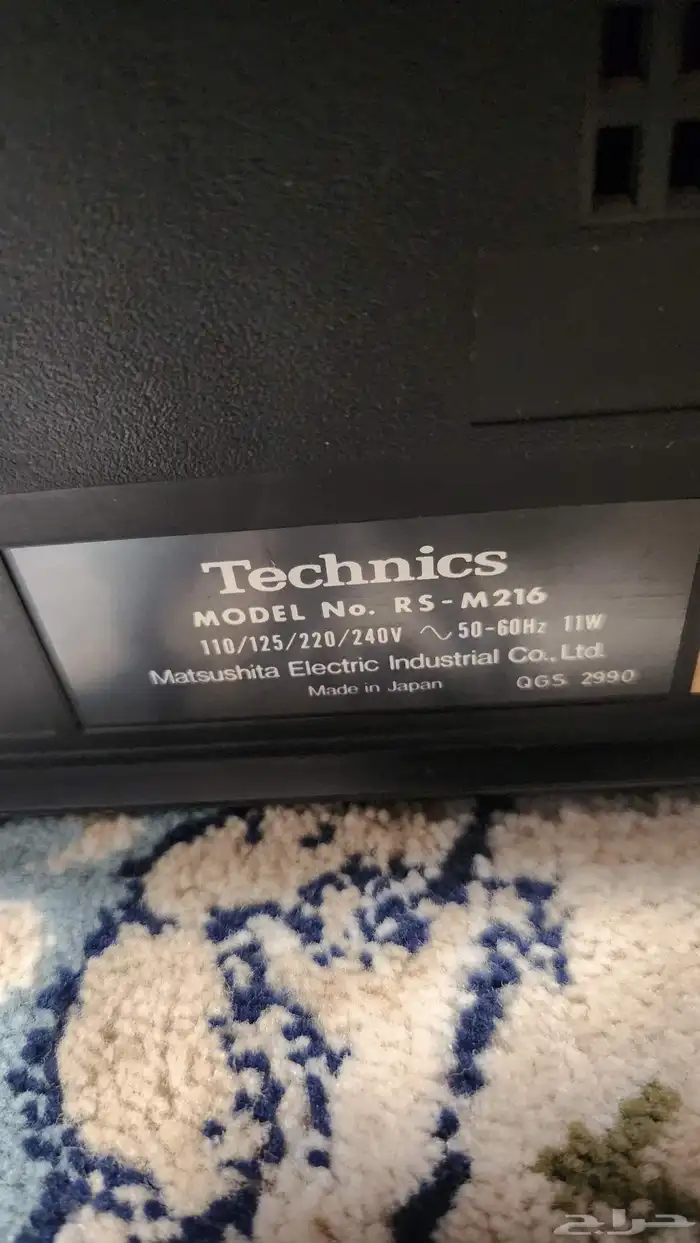 Technics
MODEL No. RS-M216
110/125/220/240V ～ 50-60Hz 11W
Matsushita Electric Industrial Co., Ltd.
Made in Japan QGS 2990
حراج